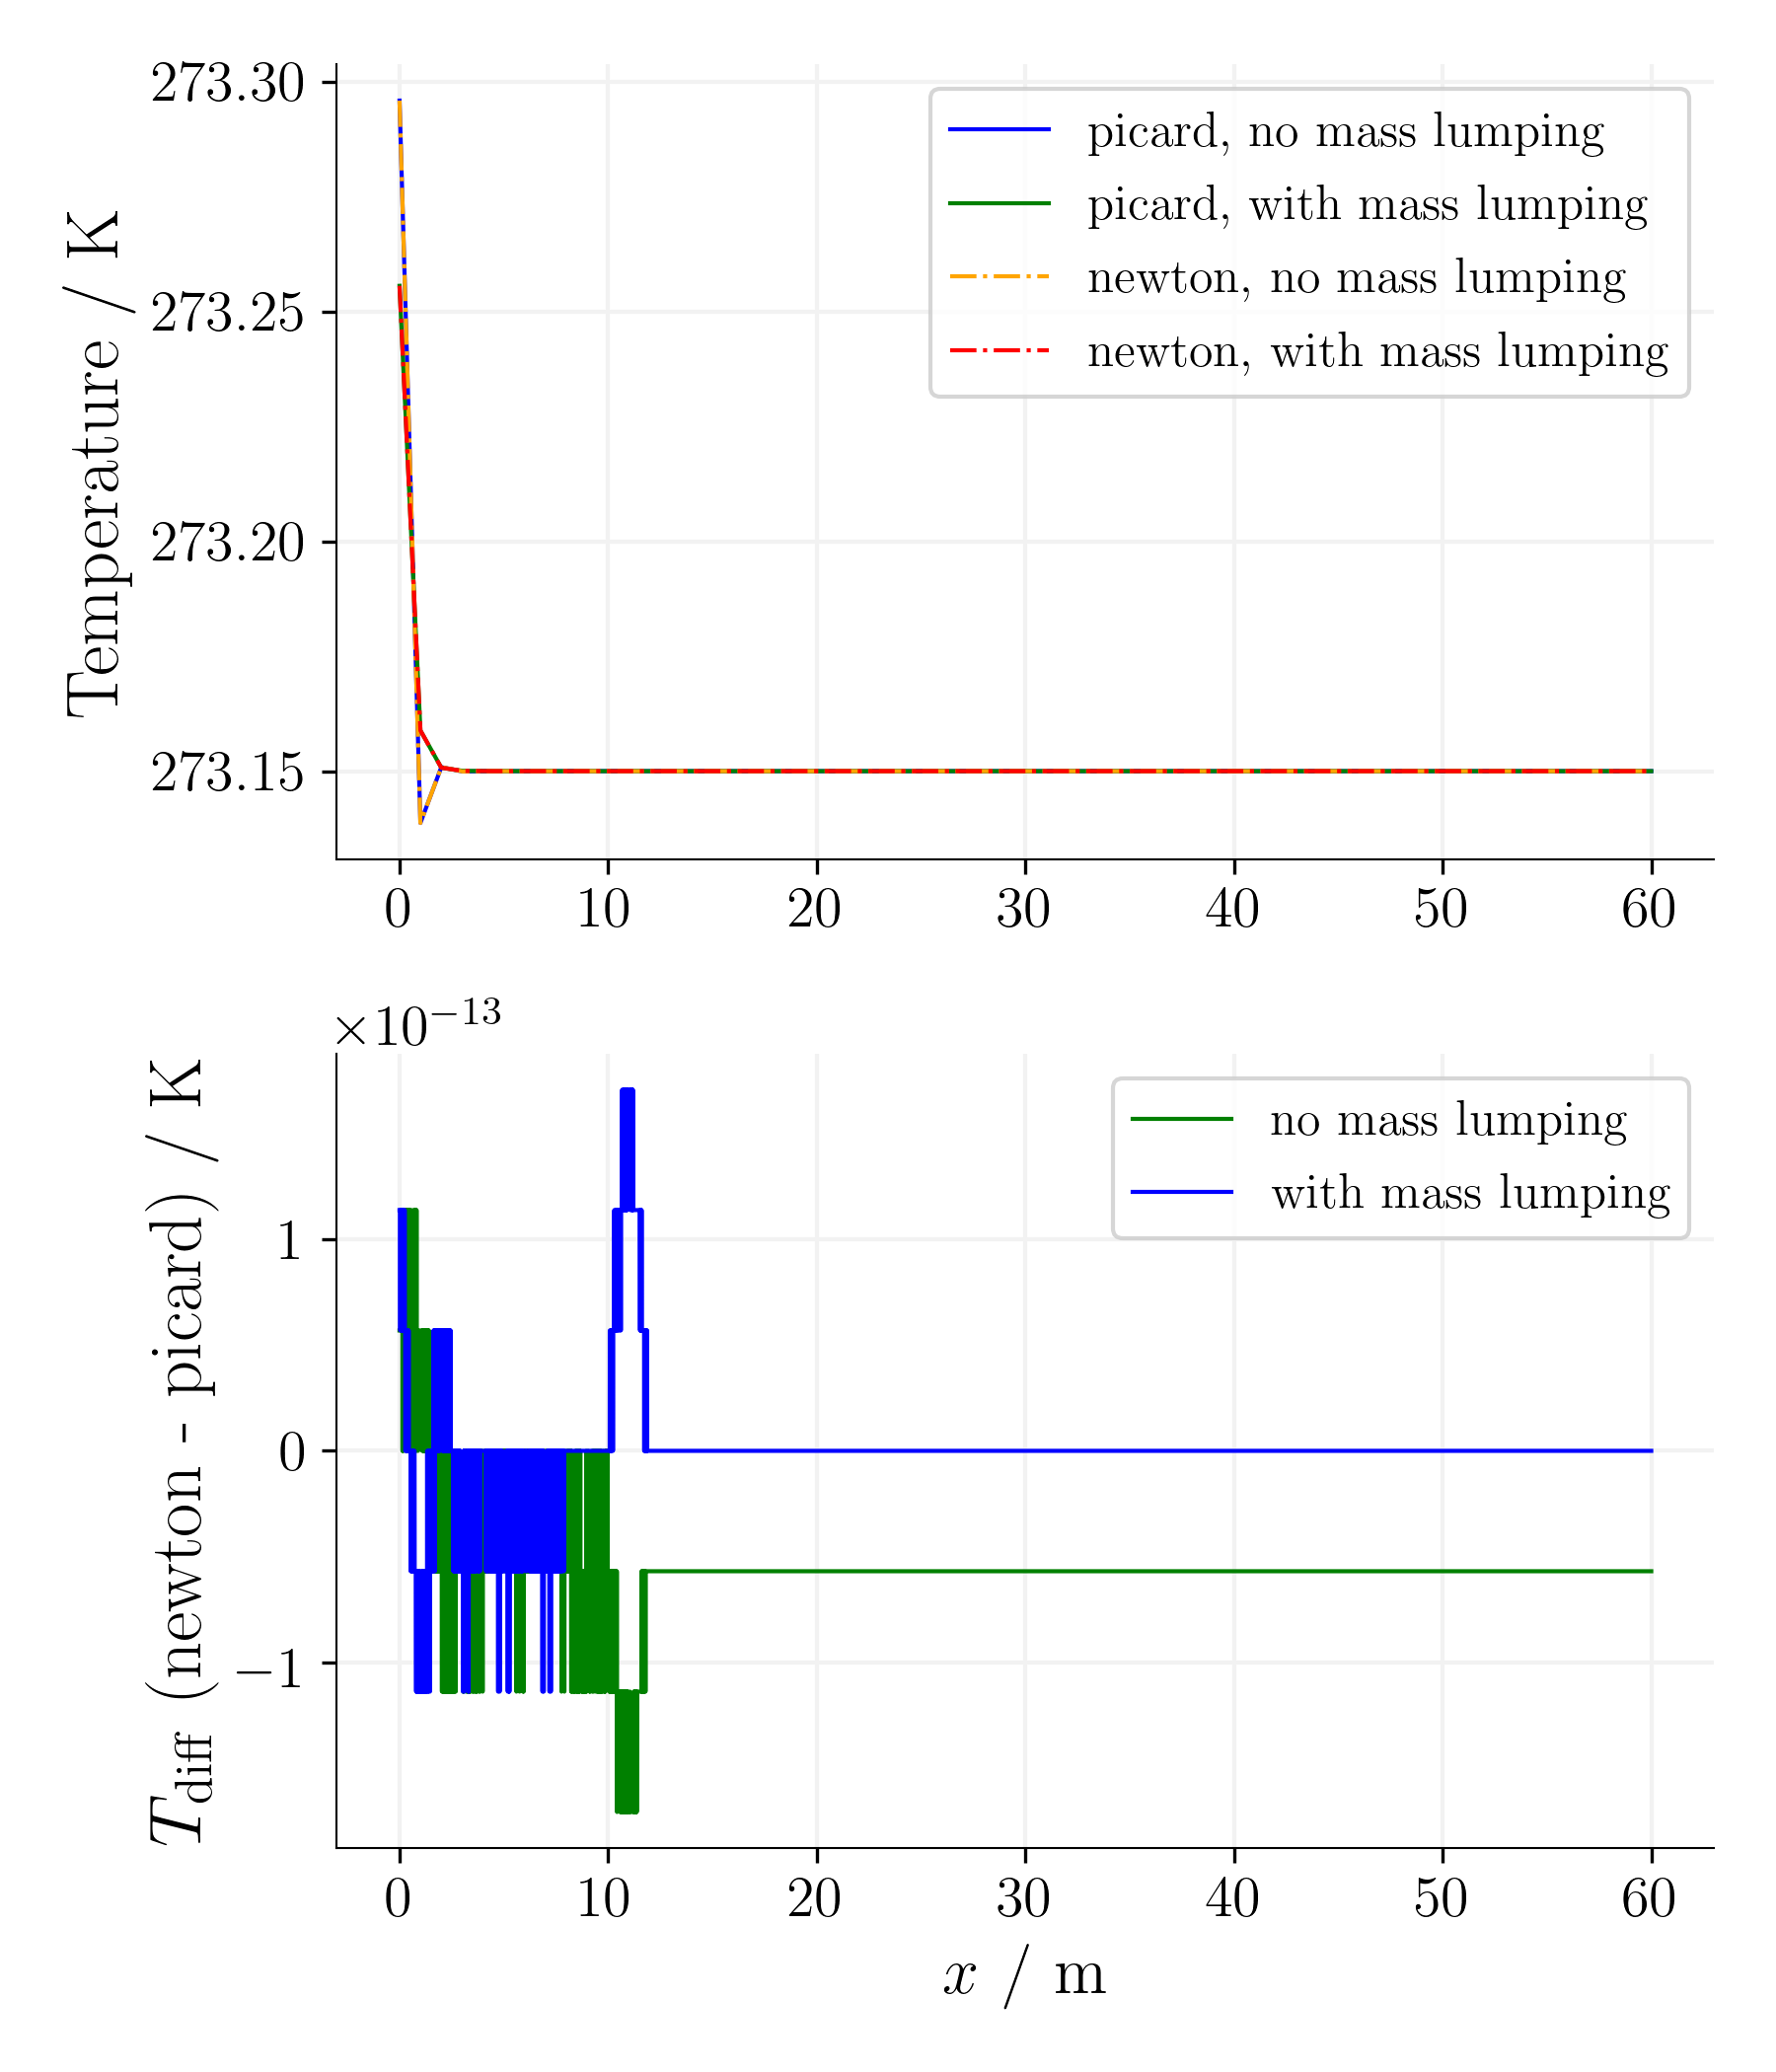 Temperature / K
273.30
273.25
273.20
273.15
picard, no mass lumping
picard, with mass lumping
newton, no mass lumping
newton, with mass lumping
0 10 20 30 40 50 60
×10⁻¹³
T_diff (newton - picard) / K
1
0
−1
no mass lumping
with mass lumping
0 10 20 30 40 50 60
x / m